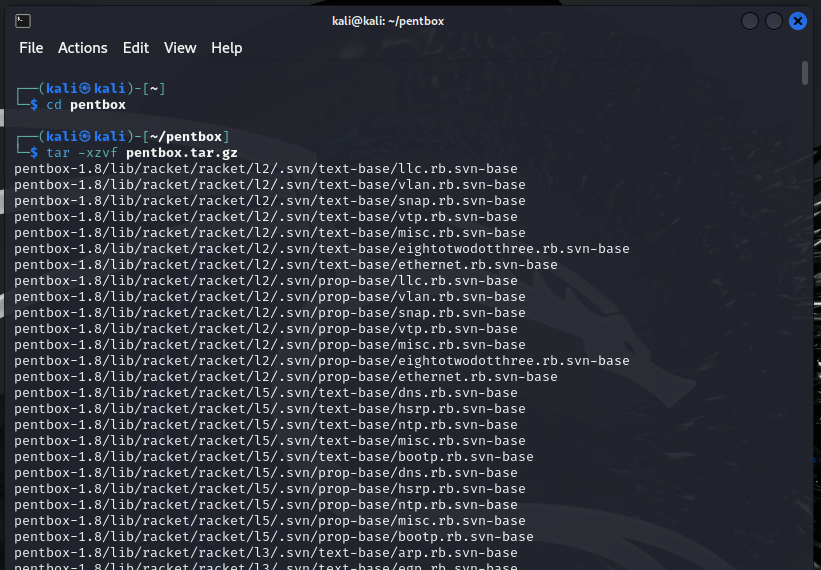 kali@kali: ~/pentbox
File Actions Edit View Help
┌──(kali㉿kali)-[~]
└─$ cd pentbox
┌──(kali㉿kali)-[~/pentbox]
└─$ tar -xzvf pentbox.tar.gz
pentbox-1.8/lib/racket/racket/l2/.svn/text-base/llc.rb.svn-base
pentbox-1.8/lib/racket/racket/l2/.svn/text-base/vlan.rb.svn-base
pentbox-1.8/lib/racket/racket/l2/.svn/text-base/snap.rb.svn-base
pentbox-1.8/lib/racket/racket/l2/.svn/text-base/vtp.rb.svn-base
pentbox-1.8/lib/racket/racket/l2/.svn/text-base/misc.rb.svn-base
pentbox-1.8/lib/racket/racket/l2/.svn/text-base/eightotwodotthree.rb.svn-base
pentbox-1.8/lib/racket/racket/l2/.svn/text-base/ethernet.rb.svn-base
pentbox-1.8/lib/racket/racket/l2/.svn/prop-base/llc.rb.svn-base
pentbox-1.8/lib/racket/racket/l2/.svn/prop-base/vlan.rb.svn-base
pentbox-1.8/lib/racket/racket/l2/.svn/prop-base/snap.rb.svn-base
pentbox-1.8/lib/racket/racket/l2/.svn/prop-base/vtp.rb.svn-base
pentbox-1.8/lib/racket/racket/l2/.svn/prop-base/misc.rb.svn-base
pentbox-1.8/lib/racket/racket/l2/.svn/prop-base/eightotwodotthree.rb.svn-base
pentbox-1.8/lib/racket/racket/l2/.svn/prop-base/ethernet.rb.svn-base
pentbox-1.8/lib/racket/racket/l5/.svn/text-base/dns.rb.svn-base
pentbox-1.8/lib/racket/racket/l5/.svn/text-base/hsrp.rb.svn-base
pentbox-1.8/lib/racket/racket/l5/.svn/text-base/ntp.rb.svn-base
pentbox-1.8/lib/racket/racket/l5/.svn/text-base/misc.rb.svn-base
pentbox-1.8/lib/racket/racket/l5/.svn/text-base/bootp.rb.svn-base
pentbox-1.8/lib/racket/racket/l5/.svn/prop-base/dns.rb.svn-base
pentbox-1.8/lib/racket/racket/l5/.svn/prop-base/hsrp.rb.svn-base
pentbox-1.8/lib/racket/racket/l5/.svn/prop-base/ntp.rb.svn-base
pentbox-1.8/lib/racket/racket/l5/.svn/prop-base/misc.rb.svn-base
pentbox-1.8/lib/racket/racket/l5/.svn/prop-base/bootp.rb.svn-base
pentbox-1.8/lib/racket/racket/l3/.svn/text-base/arp.rb.svn-base
pentbox-1.8/lib/racket/racket/l3/.svn/text-base/egp.rb.svn-base